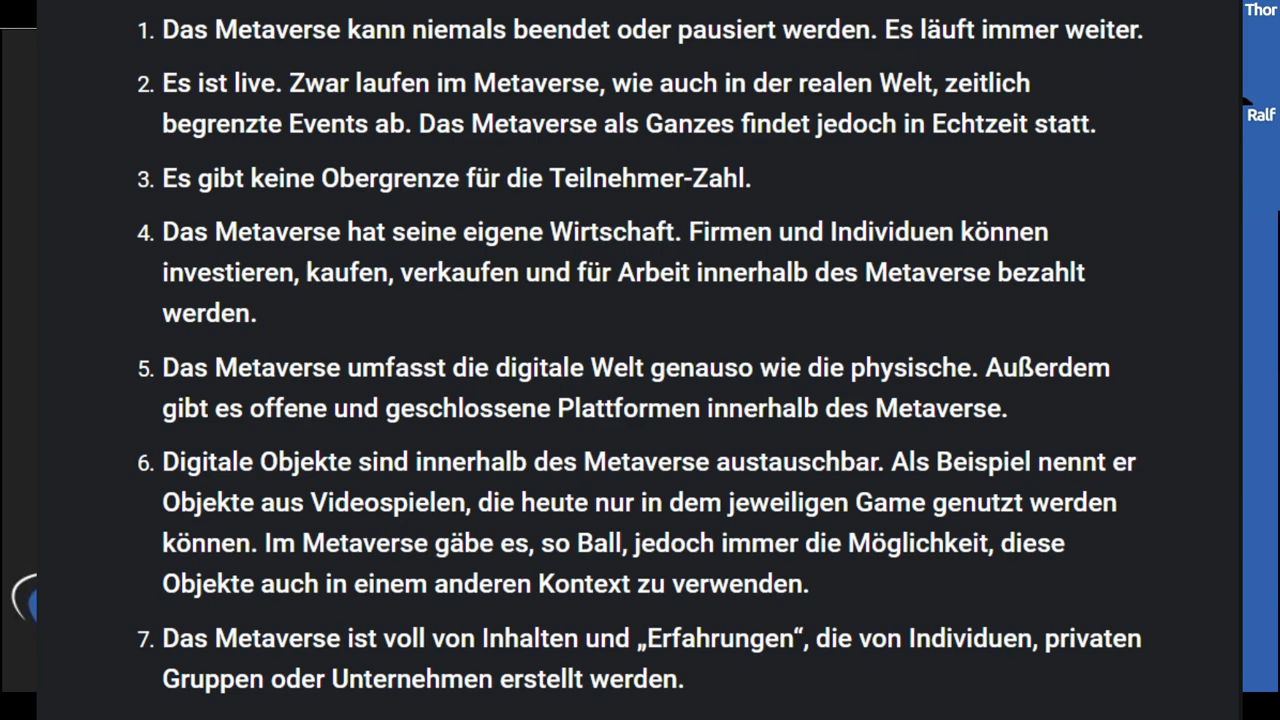 1. Das Metaverse kann niemals beendet oder pausiert werden. Es läuft immer weiter.
2. Es ist live. Zwar laufen im Metaverse, wie auch in der realen Welt, zeitlich
begrenzte Events ab. Das Metaverse als Ganzes findet jedoch in Echtzeit statt.
3. Es gibt keine Obergrenze für die Teilnehmer-Zahl.
4. Das Metaverse hat seine eigene Wirtschaft. Firmen und Individuen können
investieren, kaufen, verkaufen und für Arbeit innerhalb des Metaverse bezahlt
werden.
5. Das Metaverse umfasst die digitale Welt genauso wie die physische. Außerdem
gibt es offene und geschlossene Plattformen innerhalb des Metaverse.
6. Digitale Objekte sind innerhalb des Metaverse austauschbar. Als Beispiel nennt er
Objekte aus Videospielen, die heute nur in dem jeweiligen Game genutzt werden
können. Im Metaverse gäbe es, so Ball, jedoch immer die Möglichkeit, diese
Objekte auch in einem anderen Kontext zu verwenden.
7. Das Metaverse ist voll von Inhalten und „Erfahrungen“, die von Individuen, privaten
Gruppen oder Unternehmen erstellt werden.
Thor
Ralf